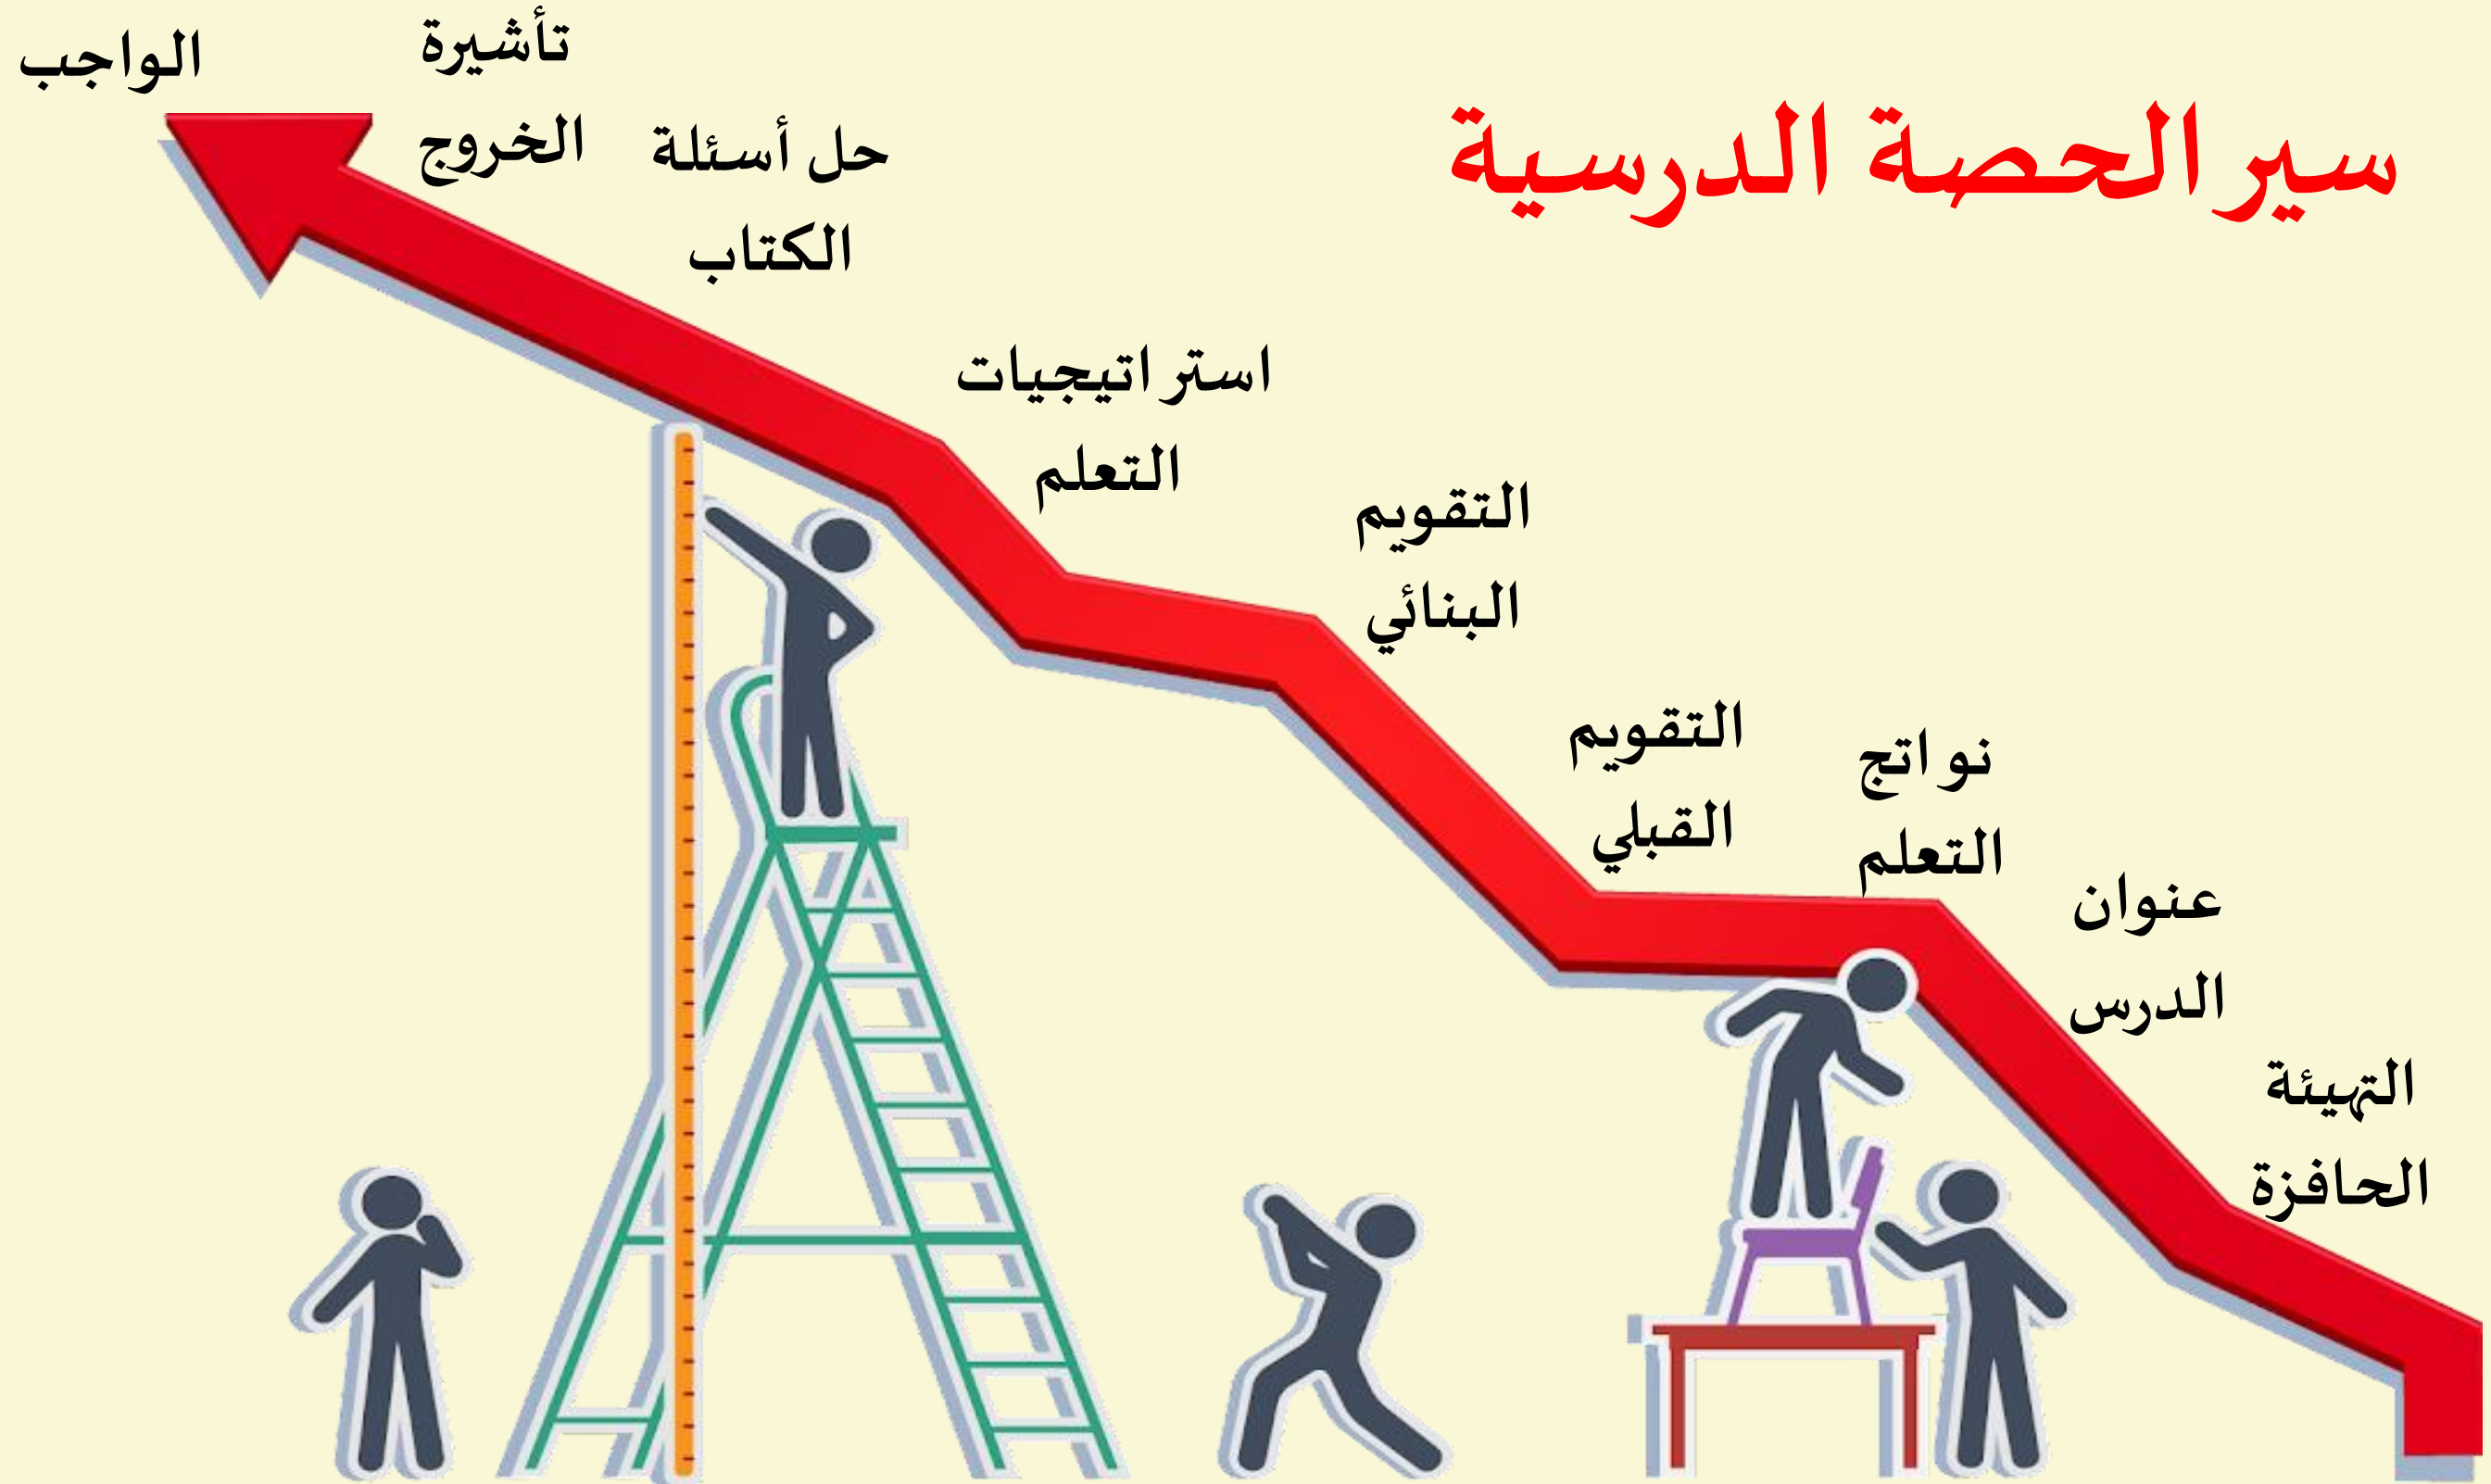 سير الحصة الدرسية
التهيئة
الحافزة
عنوان
الدرس
نواتج
التعلم
التقويم
القبلي
التقويم
البنائي
استراتيجيات
التعلم
حل أسئلة
الكتاب
تأشيرة
الخروج
الواجب